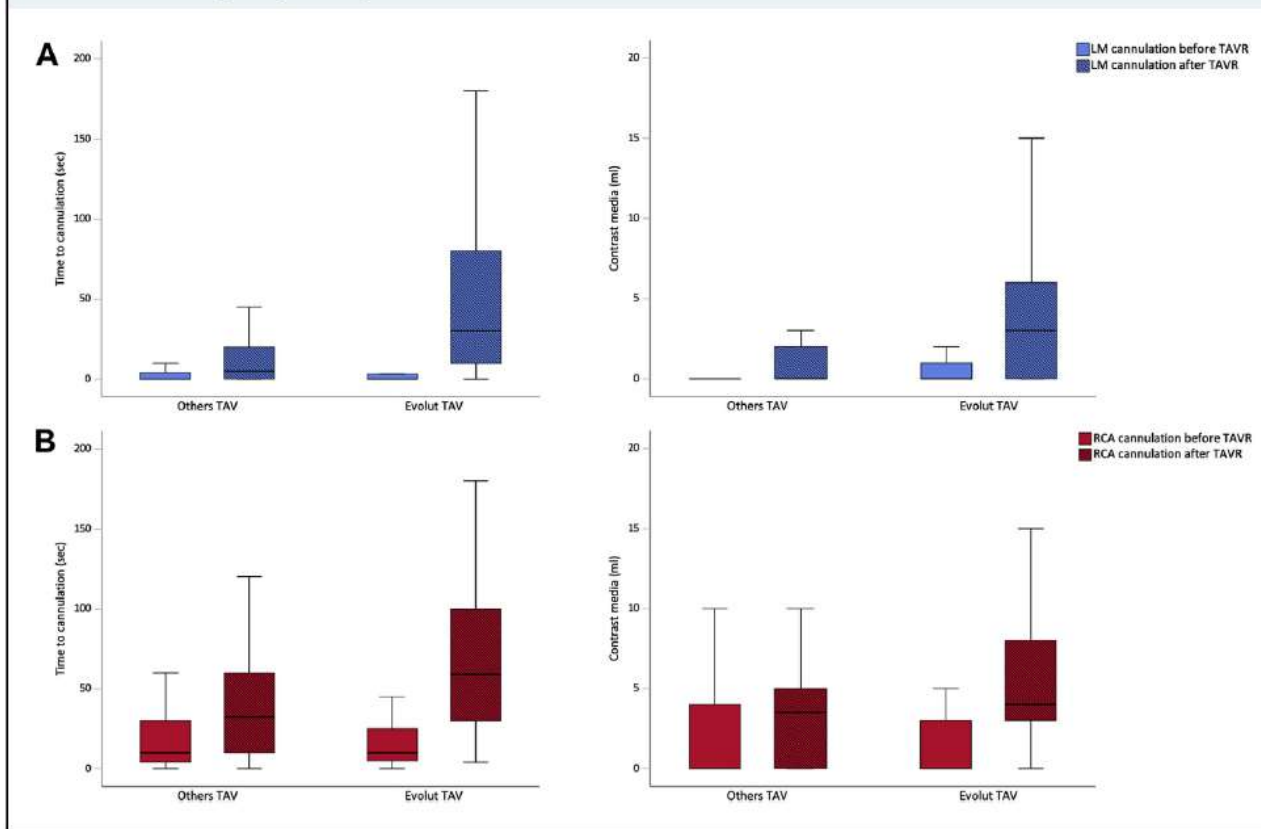 A
LM cannulation before TAVR
LM cannulation after TAVR
Time to cannulation (sec)
200
150
100
50
0
Others TAV
Evolut TAV
Contrast media (ml)
20
15
10
5
0
Others TAV
Evolut TAV
B
RCA cannulation before TAVR
RCA cannulation after TAVR
Time to cannulation (sec)
200
150
100
50
0
Others TAV
Evolut TAV
Contrast media (ml)
20
15
10
5
0
Others TAV
Evolut TAV